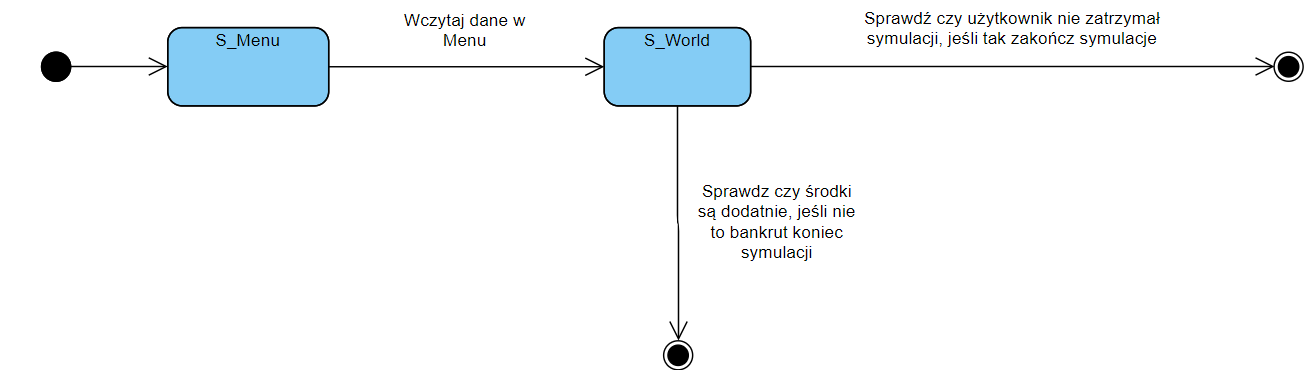 S_Menu
Wczytaj dane w
Menu
S_World
Sprawdź czy użytkownik nie zatrzymał
symulacji, jeśli tak zakończ symulacje
Sprawdz czy środki
są dodatnie, jeśli nie
to bankrut koniec
symulacji